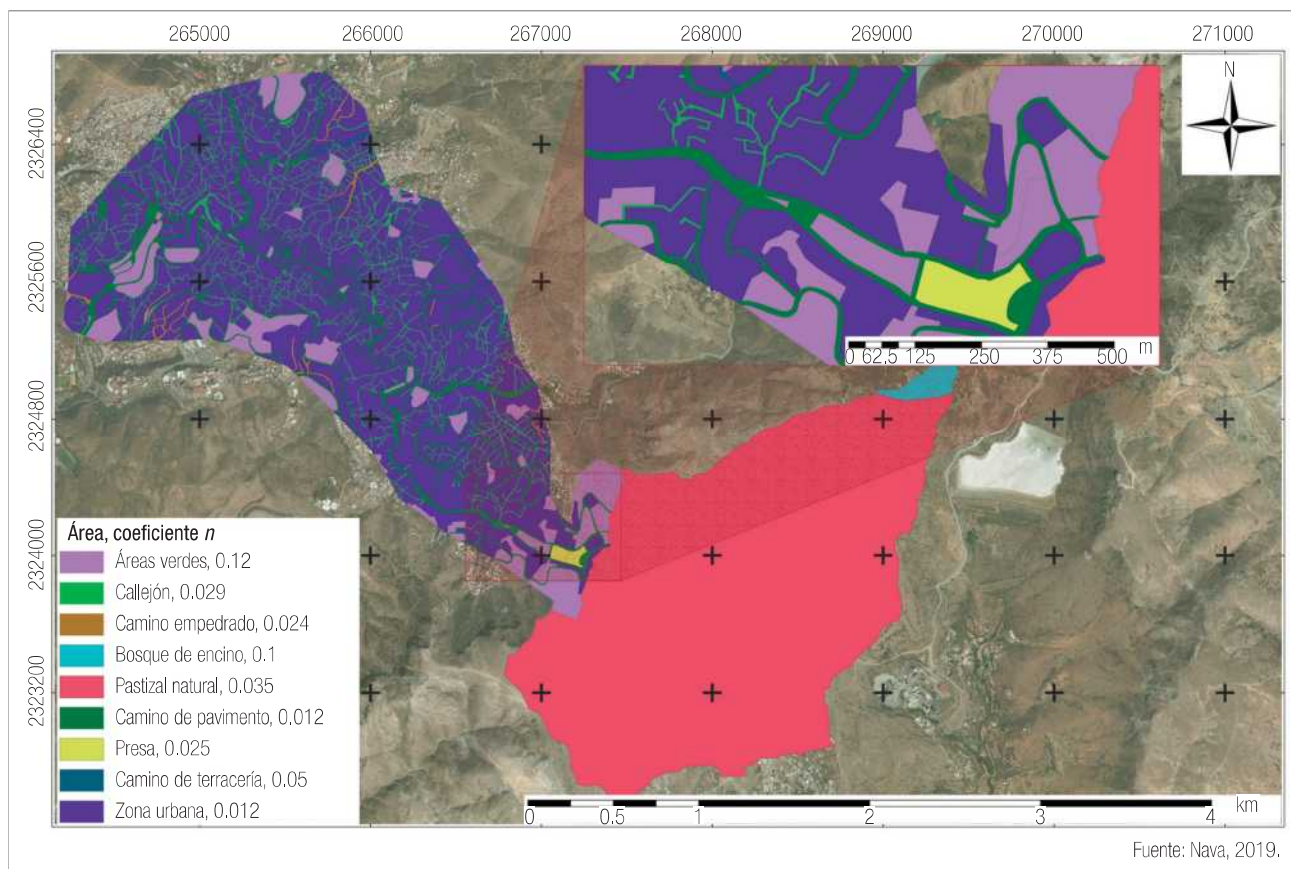 265000 266000 267000 268000 269000 270000 271000
2326400
2325600
2324800
2324000
2323200
N
0 62,5 125 250 375 500 m
Área, coeficiente n
Áreas verdes, 0.12
Callejón, 0.029
Camino empedrado, 0.024
Bosque de encino, 0.1
Pastizal natural, 0.035
Camino de pavimento, 0.012
Presa, 0.025
Camino de terracería, 0.05
Zona urbana, 0.012
0 0.5 1 2 3 4 km
Fuente: Nava, 2019.